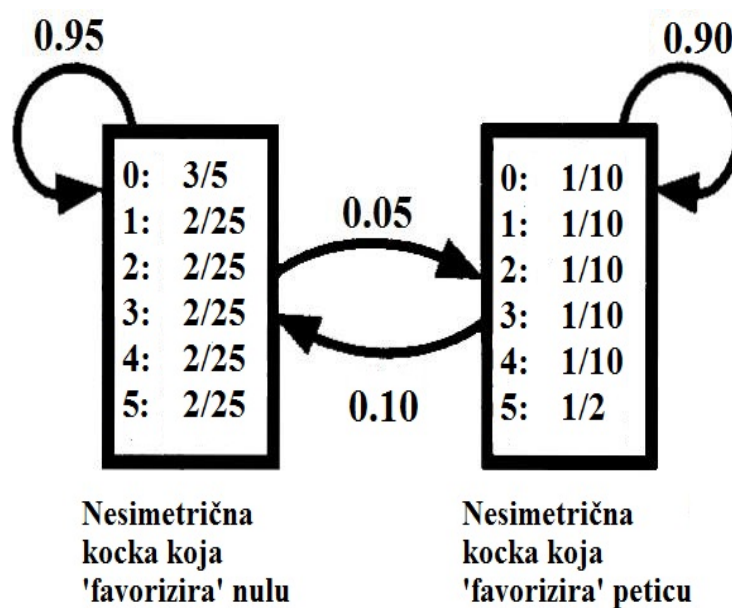 0.95
0.90
0: 3/5
1: 2/25
2: 2/25
3: 2/25
4: 2/25
5: 2/25
0.05
0.10
0: 1/10
1: 1/10
2: 1/10
3: 1/10
4: 1/10
5: 1/2
Nesimetrična
kocka koja
'favorizira' nulu
Nesimetrična
kocka koja
'favorizira' peticu